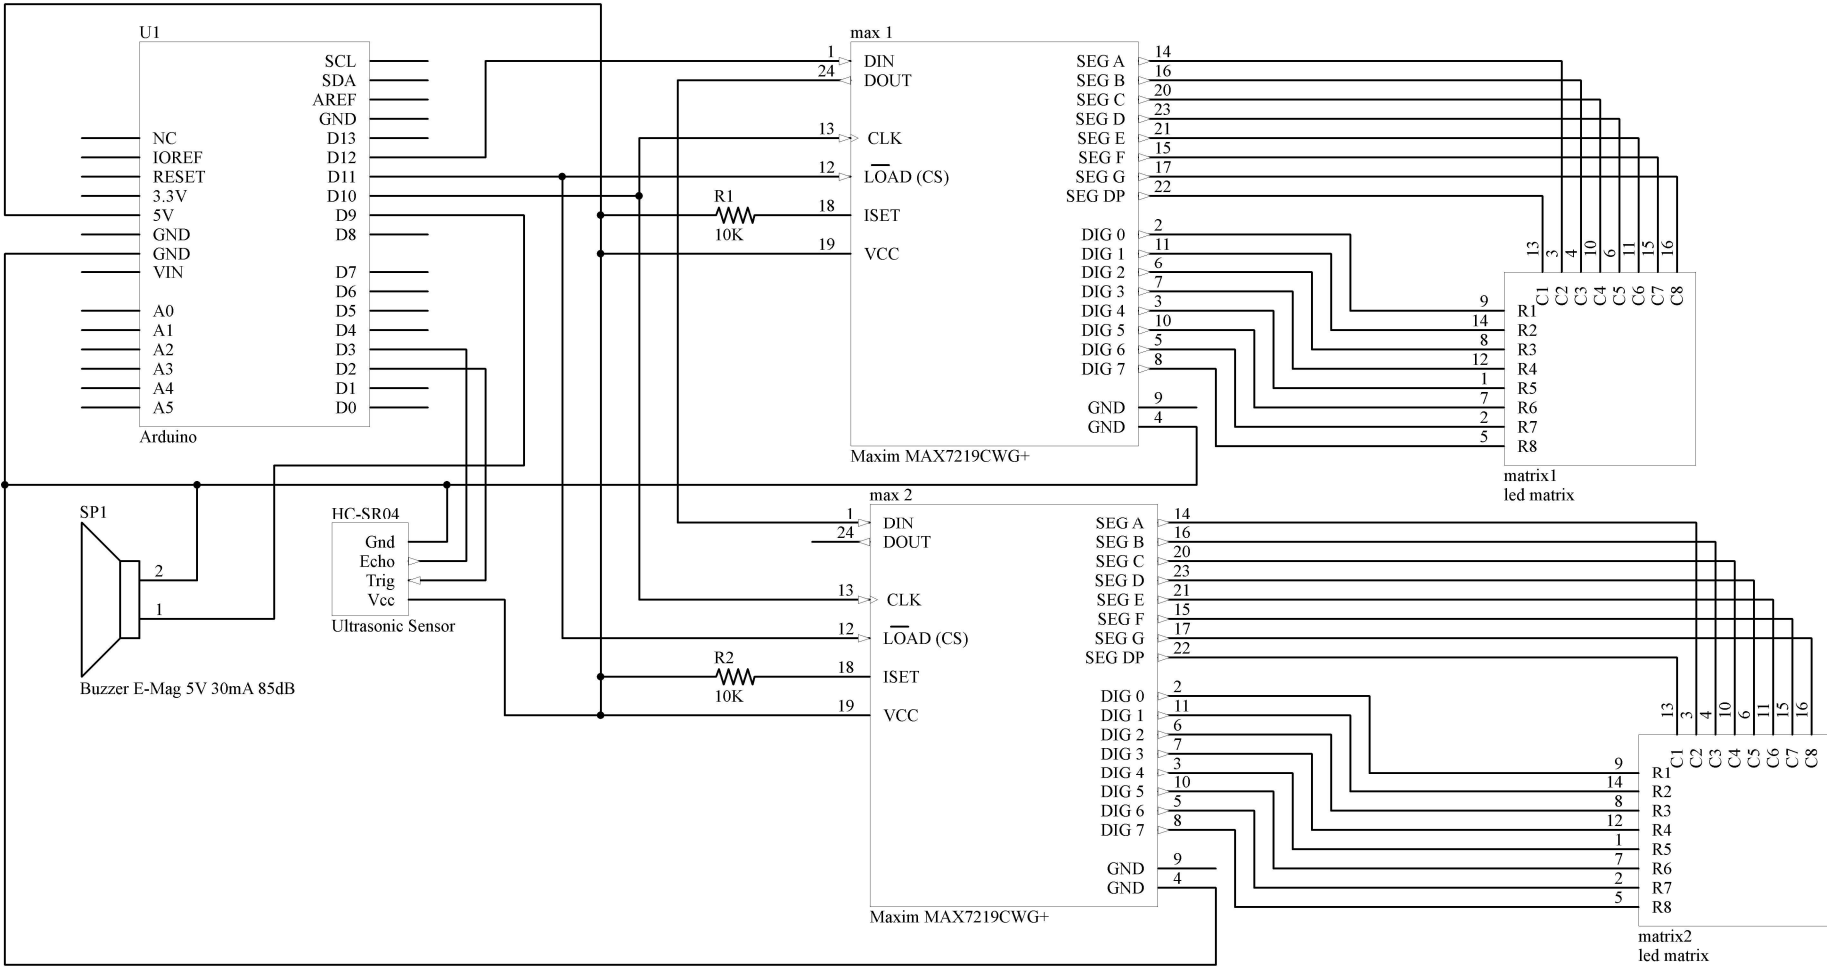 U1
SCL
SDA
AREF
GND
NC D13
IOREF D12
RESET D11
3.3V D10
5V D9
GND D8
GND
VIN D7
D6
A0 D5
A1 D4
A2 D3
A3 D2
A4 D1
A5 D0
Arduino
max 1
1 DIN SEG A 14
24 DOUT SEG B 16
SEG C 20
SEG D 23
13 CLK SEG E 21
SEG F 15
12 LOAD (CS) SEG G 17
SEG DP 22
R1
10K
18 ISET
DIG 0 2
19 VCC DIG 1 11
DIG 2 6
DIG 3 7
DIG 4 3
DIG 5 10
DIG 6 5
DIG 7 8
GND 9
GND 4
Maxim MAX7219CWG+
13 3 4 10 6 11 15 16
C1 C2 C3 C4 C5 C6 C7 C8
9 R1
14 R2
8 R3
12 R4
1 R5
7 R6
2 R7
5 R8
matrix1
led matrix
SP1
2
1
Buzzer E-Mag 5V 30mA 85dB
HC-SR04
Gnd
Echo
Trig
Vcc
Ultrasonic Sensor
max 2
1 DIN SEG A 14
24 DOUT SEG B 16
SEG C 20
SEG D 23
13 CLK SEG E 21
SEG F 15
12 LOAD (CS) SEG G 17
SEG DP 22
R2
10K
18 ISET
DIG 0 2
19 VCC DIG 1 11
DIG 2 6
DIG 3 7
DIG 4 3
DIG 5 10
DIG 6 5
DIG 7 8
GND 9
GND 4
Maxim MAX7219CWG+
13 3 4 10 6 11 15 16
C1 C2 C3 C4 C5 C6 C7 C8
9 R1
14 R2
8 R3
12 R4
1 R5
7 R6
2 R7
5 R8
matrix2
led matrix